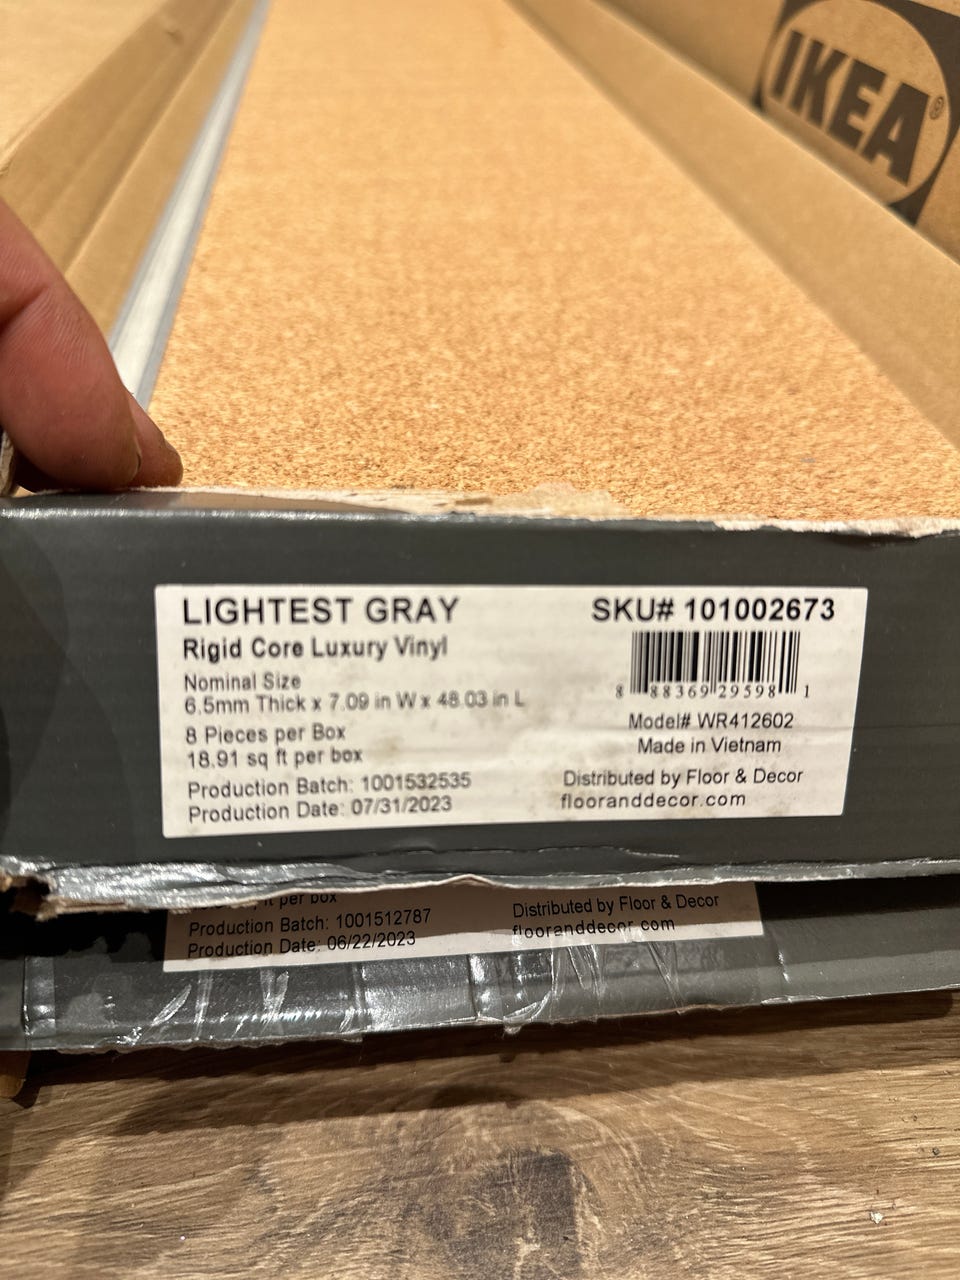 IKEA®
LIGHTEST GRAY
Rigid Core Luxury Vinyl
Nominal Size
6.5mm Thick x 7.09 in W x 48.03 in L
8 Pieces per Box
18.91 sq ft per box
Production Batch: 1001532535
Production Date: 07/31/2023
SKU# 101002673
8 88369 29598 1
Model# WR412602
Made in Vietnam
Distributed by Floor & Decor
flooranddecor.com
ft per box
Production Batch: 1001512787
Production Date: 06/22/2023
Distributed by Floor & Decor
flooranddecor.com